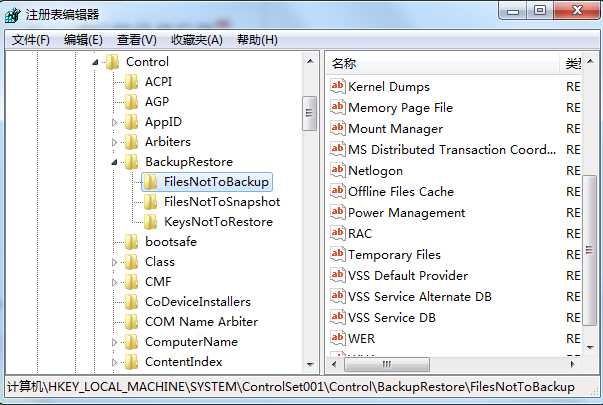 注册表编辑器
文件(F) 编辑(E) 查看(V) 收藏夹(A) 帮助(H)
Control
ACPI
AGP
AppID
Arbiters
BackupRestore
FilesNotToBackup
FilesNotToSnapshot
KeysNotToRestore
bootsafe
Class
CMF
CoDeviceInstallers
COM Name Arbiter
ComputerName
ContentIndex
名称 类型
Kernel Dumps RE
Memory Page File RE
Mount Manager RE
MS Distributed Transaction Coord... RE
Netlogon RE
Offline Files Cache RE
Power Management RE
RAC RE
Temporary Files RE
VSS Default Provider RE
VSS Service Alternate DB RE
VSS Service DB RE
WER RE
计算机\HKEY_LOCAL_MACHINE\SYSTEM\ControlSet001\Control\BackupRestore\FilesNotToBackup